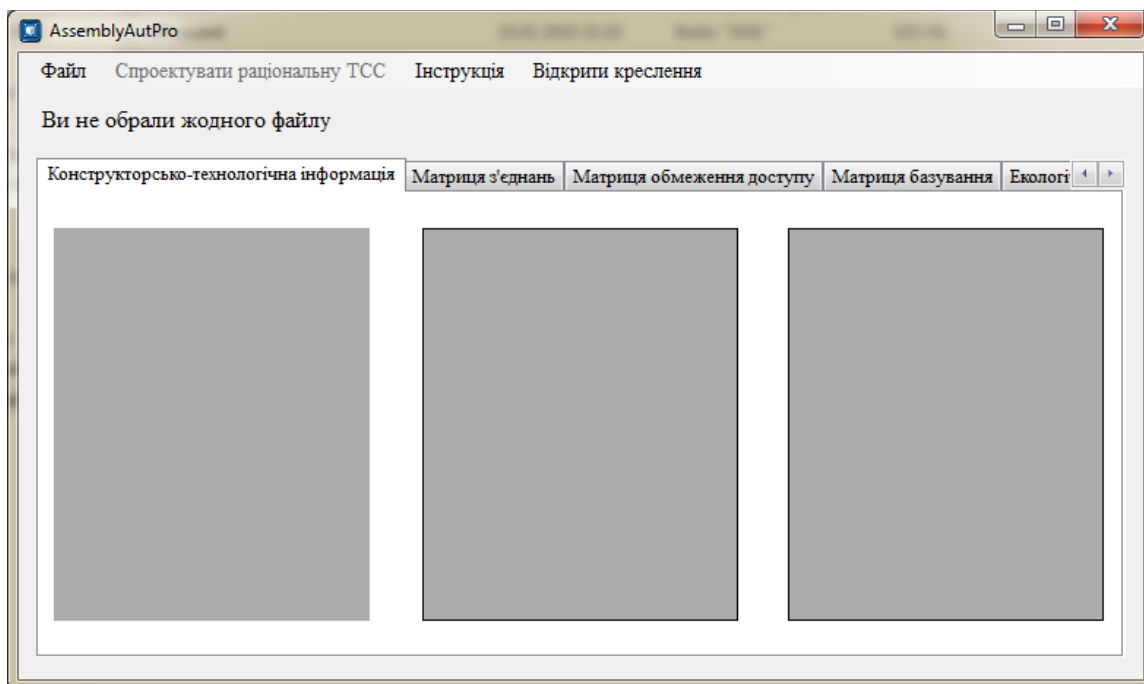 AssemblyAutPro
Файл Спроектувати раціональну ТСС Інструкція Відкрити креслення
Ви не обрали жодного файлу
Конструкторсько-технологічна інформація Матриця з'єднань Матриця обмеження доступу Матриця базування Екологі